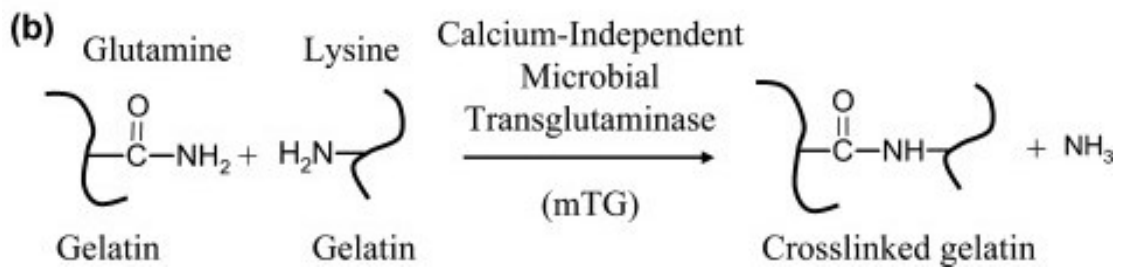 (b)
Glutamine Lysine Calcium-Independent
Microbial
Transglutaminase
O
C NH2 + H2N
(mTG)
O
C NH + NH3
Gelatin Gelatin Crosslinked gelatin